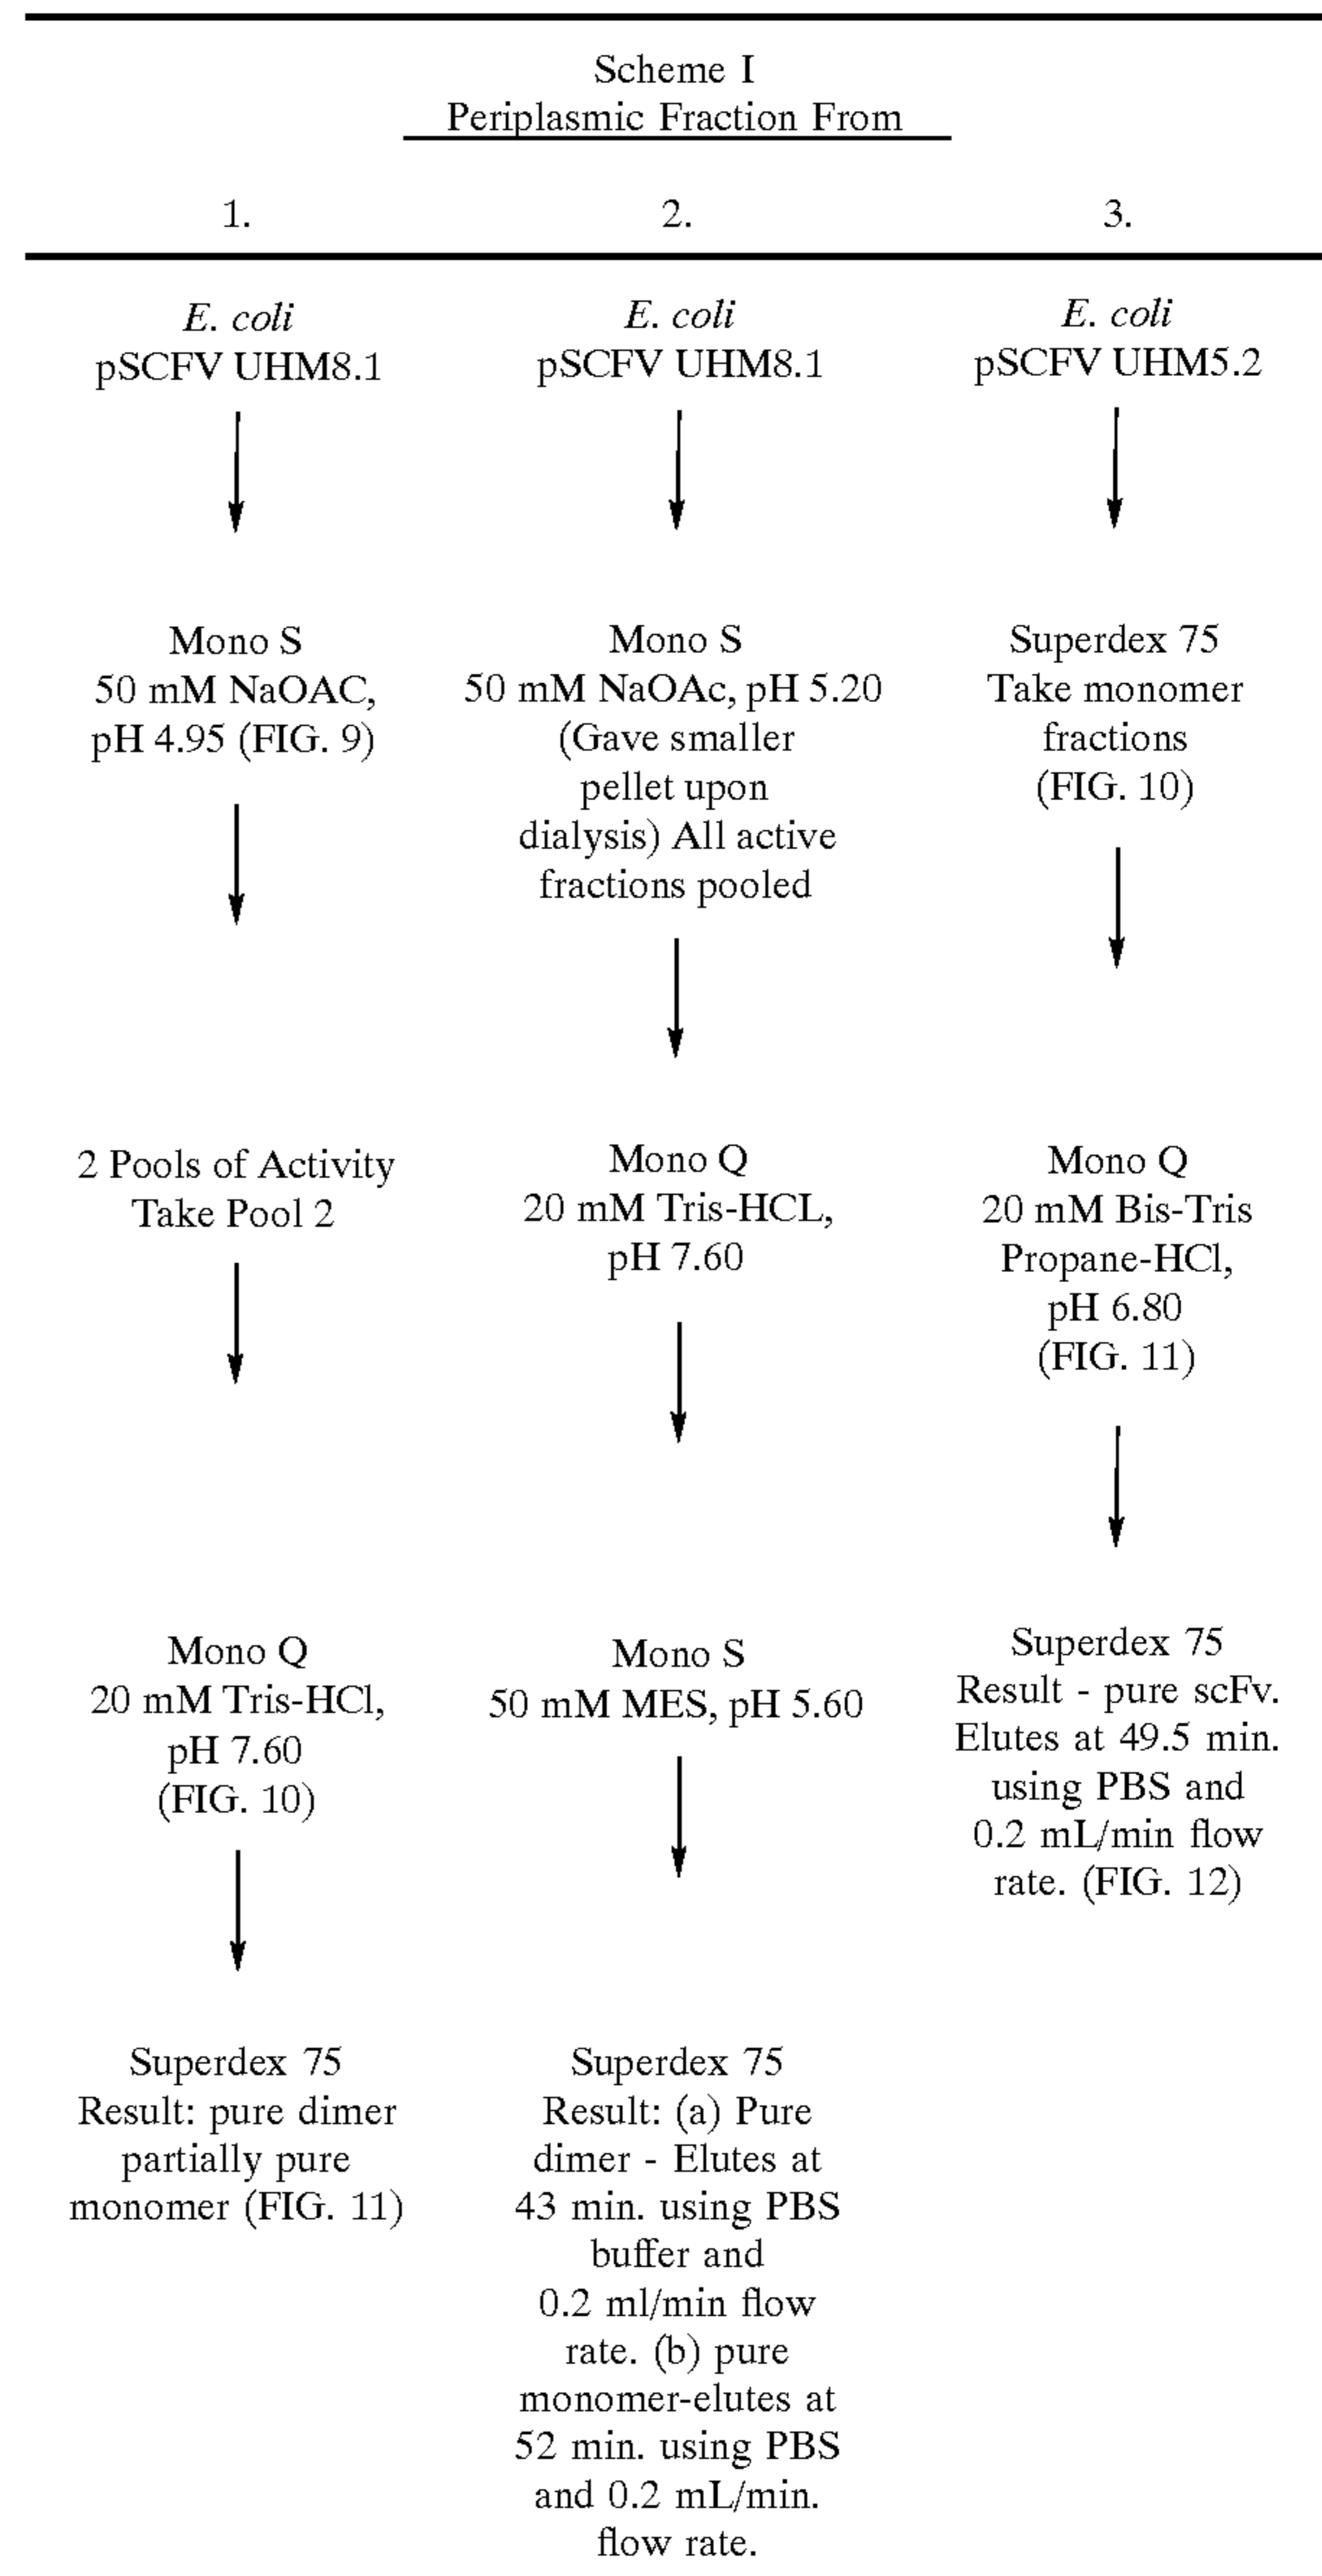 Scheme I
Periplasmic Fraction From
1.
2.
3.
E. coli
pSCFV UHM8.1
Mono S
50 mM NaOAC,
pH 4.95 (FIG. 9)
2 Pools of Activity
Take Pool 2
Mono Q
20 mM Tris-HCl,
pH 7.60
(FIG. 10)
Superdex 75
Result: pure dimer
partially pure
monomer (FIG. 11)
E. coli
pSCFV UHM8.1
Mono S
50 mM NaOAc, pH 5.20
(Gave smaller
pellet upon
dialysis) All active
fractions pooled
Mono Q
20 mM Tris-HCL,
pH 7.60
Mono S
50 mM MES, pH 5.60
Superdex 75
Result: (a) Pure
dimer - Elutes at
43 min. using PBS
buffer and
0.2 ml/min flow
rate. (b) pure
monomer-elutes at
52 min. using PBS
and 0.2 mL/min.
flow rate.
E. coli
pSCFV UHM5.2
Superdex 75
Take monomer
fractions
(FIG. 10)
Mono Q
20 mM Bis-Tris
Propane-HCl,
pH 6.80
(FIG. 11)
Superdex 75
Result - pure scFv.
Elutes at 49.5 min.
using PBS and
0.2 mL/min flow
rate. (FIG. 12)